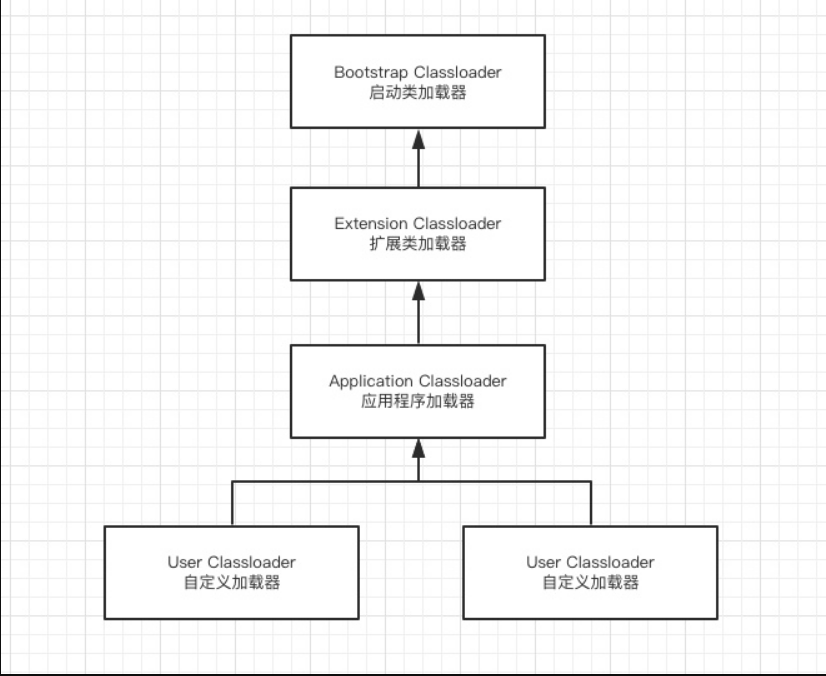 Bootstrap Classloader
启动类加载器
Extension Classloader
扩展类加载器
Application Classloader
应用程序加载器
User Classloader
自定义加载器
User Classloader
自定义加载器